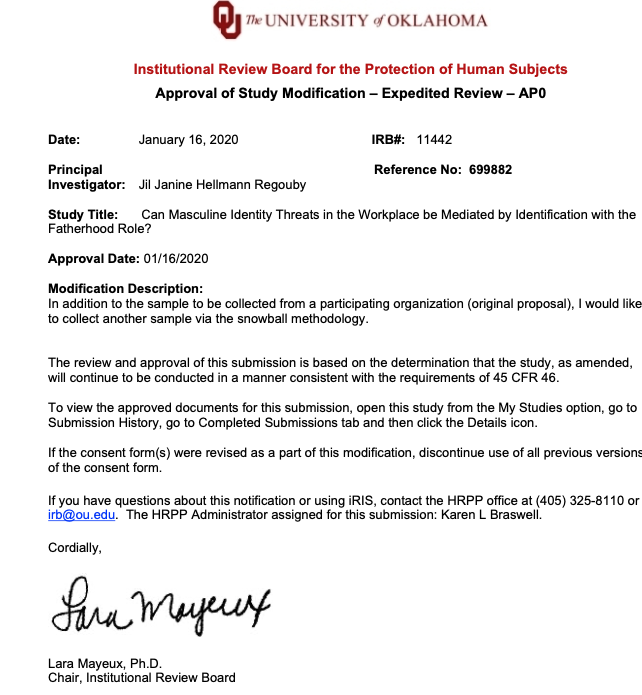 The UNIVERSITY of OKLAHOMA
Institutional Review Board for the Protection of Human Subjects
Approval of Study Modification – Expedited Review – AP0
Date: January 16, 2020 IRB#: 11442
Principal Reference No: 699882
Investigator: Jil Janine Hellmann Regouby
Study Title: Can Masculine Identity Threats in the Workplace be Mediated by Identification with the
Fatherhood Role?
Approval Date: 01/16/2020
Modification Description:
In addition to the sample to be collected from a participating organization (original proposal), I would like
to collect another sample via the snowball methodology.
The review and approval of this submission is based on the determination that the study, as amended,
will continue to be conducted in a manner consistent with the requirements of 45 CFR 46.
To view the approved documents for this submission, open this study from the My Studies option, go to
Submission History, go to Completed Submissions tab and then click the Details icon.
If the consent form(s) were revised as a part of this modification, discontinue use of all previous versions
of the consent form.
If you have questions about this notification or using iRIS, contact the HRPP office at (405) 325-8110 or
irb@ou.edu. The HRPP Administrator assigned for this submission: Karen L Braswell.
Cordially,
Lara Mayeux
Lara Mayeux, Ph.D.
Chair, Institutional Review Board